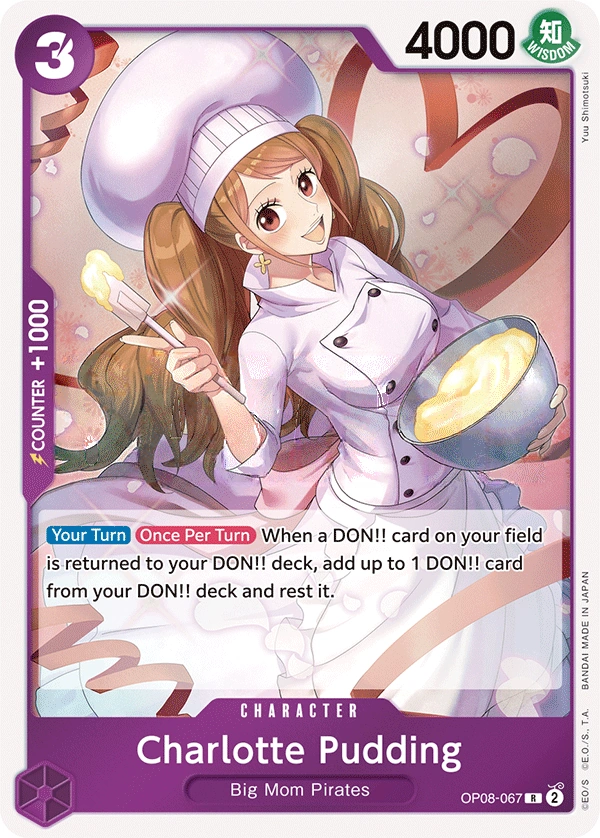 3
4000
知
WISDOM
Yuu Shimotsuki
COUNTER +1000
Your Turn Once Per Turn When a DON!! card on your field
is returned to your DON!! deck, add up to 1 DON!! card
from your DON!! deck and rest it.
CHARACTER
Charlotte Pudding
Big Mom Pirates
OP08-067 R 2
©E.O/S ©E.O./S., T.A. BANDAI MADE IN JAPAN